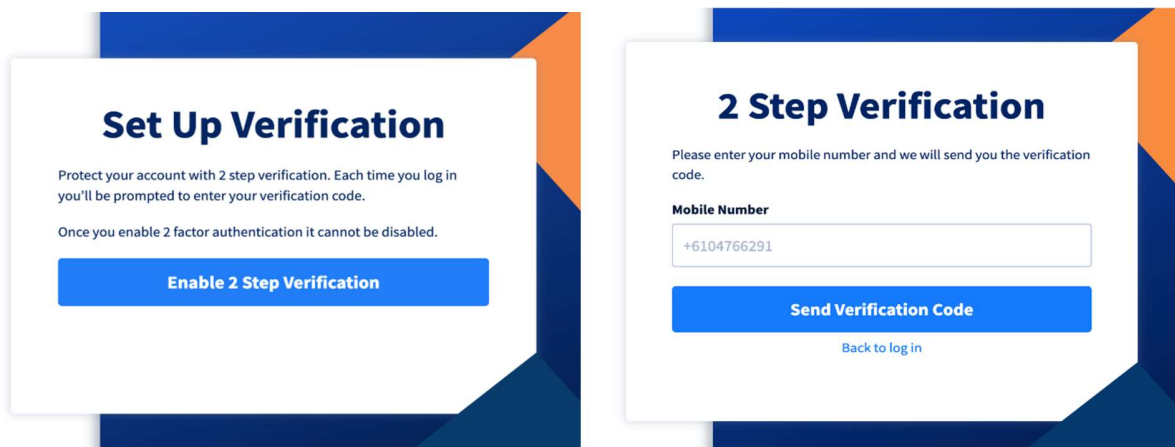 Set Up Verification
Protect your account with 2 step verification. Each time you log in
you'll be prompted to enter your verification code.
Once you enable 2 factor authentication it cannot be disabled.
Enable 2 Step Verification
2 Step Verification
Please enter your mobile number and we will send you the verification
code.
Mobile Number
+6104766291
Send Verification Code
Back to log in